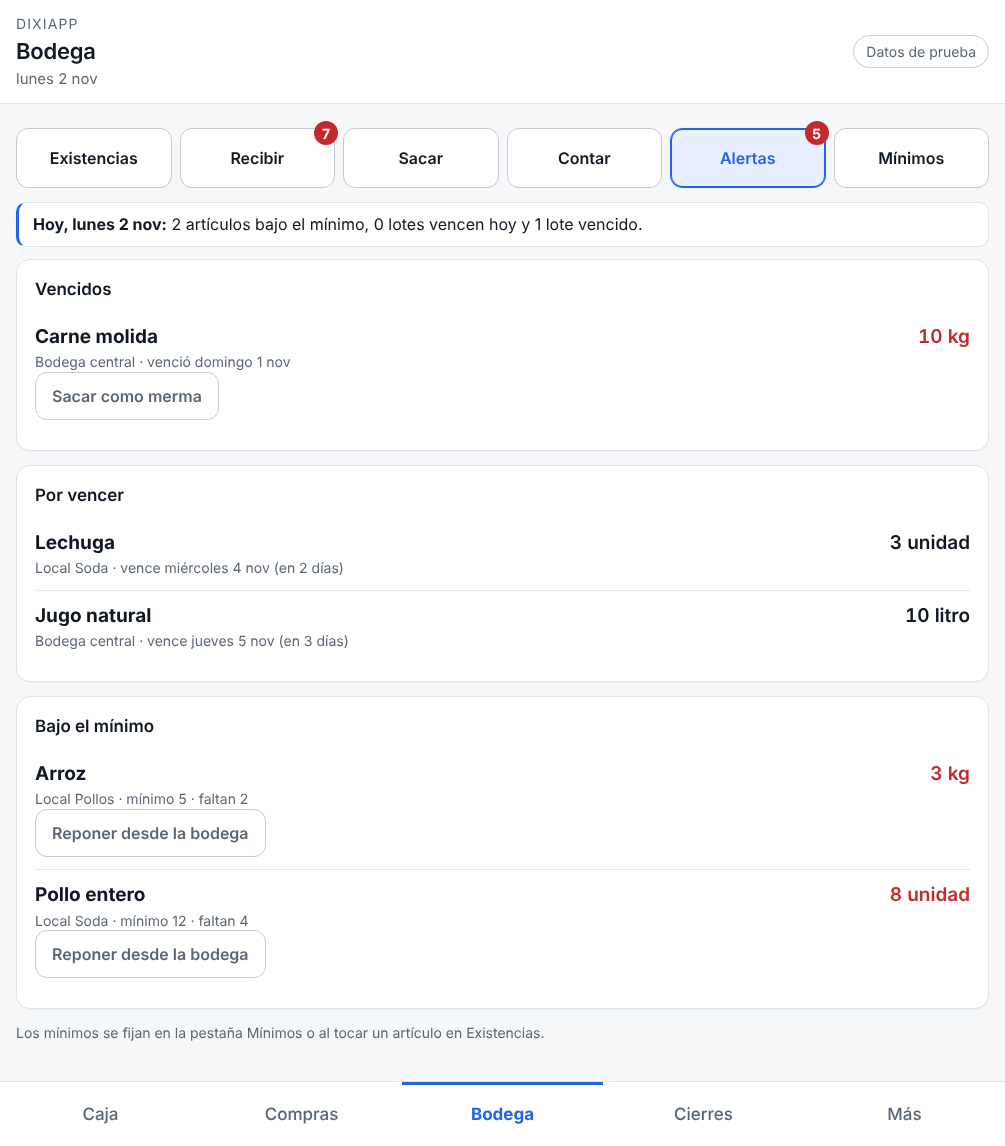 DIXIAPP
Bodega
lunes 2 nov
Datos de prueba
Existencias
Recibir
7
Sacar
Contar
Alertas
5
Mínimos
Hoy, lunes 2 nov: 2 artículos bajo el mínimo, 0 lotes vencen hoy y 1 lote vencido.
Vencidos
Carne molida
10 kg
Bodega central · venció domingo 1 nov
Sacar como merma
Por vencer
Lechuga
3 unidad
Local Soda · vence miércoles 4 nov (en 2 días)
Jugo natural
10 litro
Bodega central · vence jueves 5 nov (en 3 días)
Bajo el mínimo
Arroz
3 kg
Local Pollos · mínimo 5 · faltan 2
Reponer desde la bodega
Pollo entero
8 unidad
Local Soda · mínimo 12 · faltan 4
Reponer desde la bodega
Los mínimos se fijan en la pestaña Mínimos o al tocar un artículo en Existencias.
Caja
Compras
Bodega
Cierres
Más